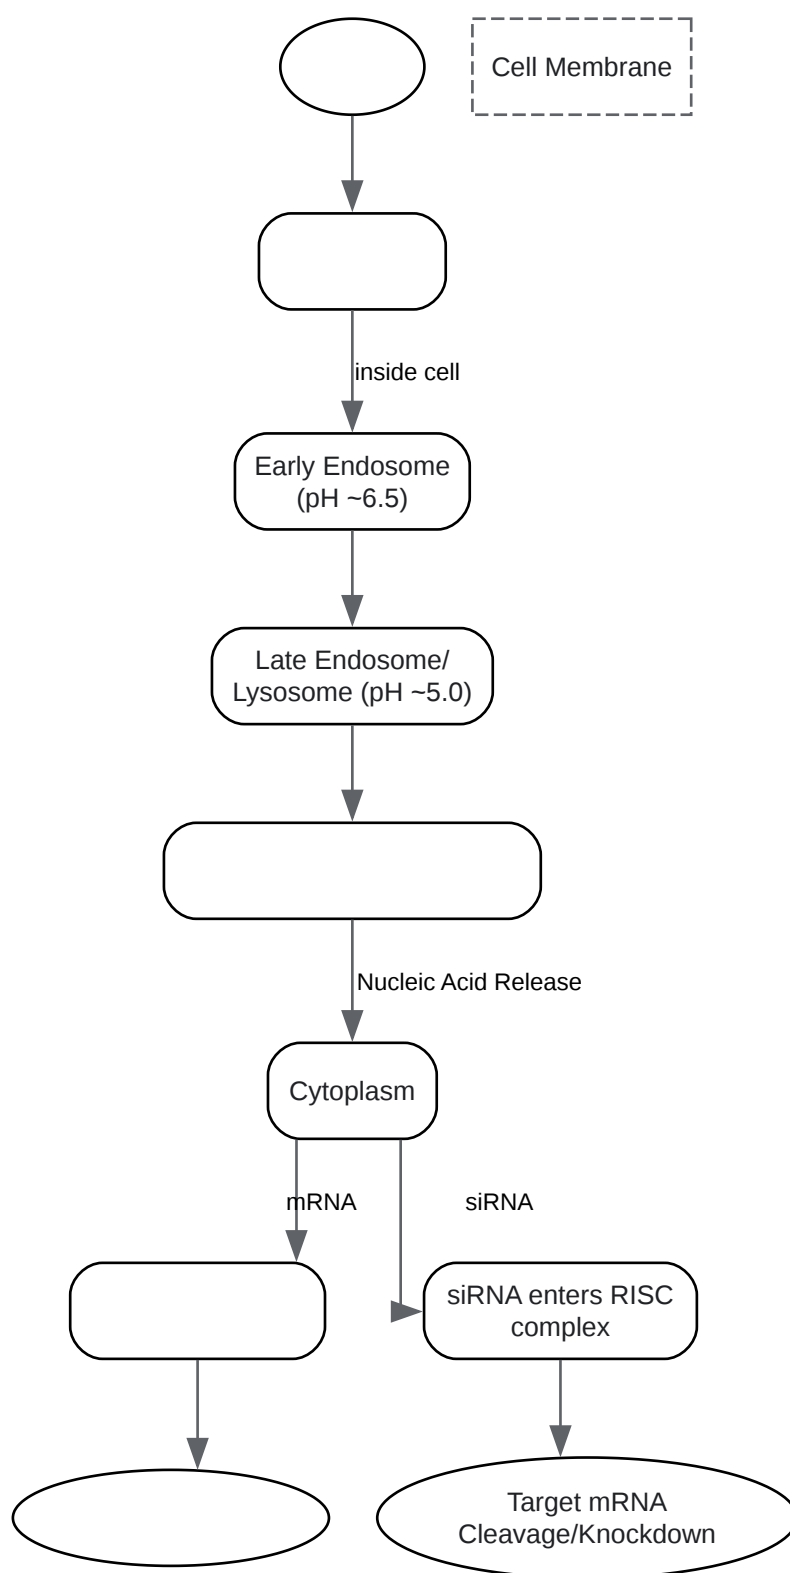 Cell Membrane
inside cell
Early Endosome
(pH ~6.5)
Late Endosome/
Lysosome (pH ~5.0)
Nucleic Acid Release
Cytoplasm
mRNA
siRNA
siRNA enters RISC
complex
Target mRNA
Cleavage/Knockdown